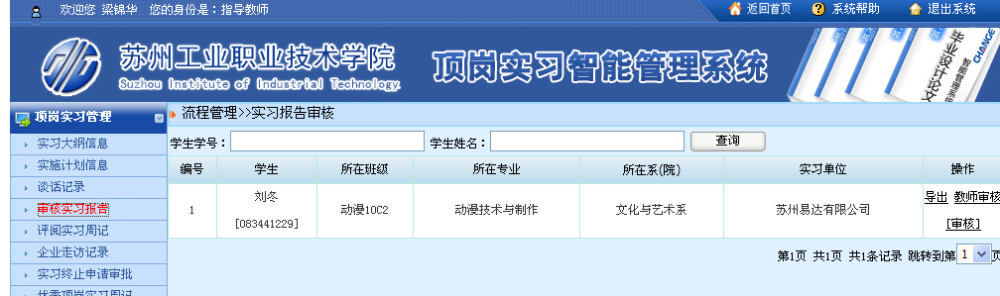 欢迎您 梁锦华 您的身份是：指导教师
返回首页 系统帮助 退出系统
苏州工业职业技术学院
Suzhou Institute of Industrial Technology.
顶岗实习智能管理系统
毕业设计论文
智能管理系统
CHANGE
顶岗实习管理
流程管理>>实习报告审核
实习大纲信息
实施计划信息
谈话记录
审核实习报告
评阅实习周记
企业走访记录
实习终止申请审批
优秀顶岗实习周记
学生学号： 学生姓名： 查询
编号 学生 所在班级 所在专业 所在系(院) 实习单位 操作
1 刘冬 [083441229] 动漫10C2 动漫技术与制作 文化与艺术系 苏州易达有限公司 导出 教师审核 [审核]
第1页 共1页 共1条记录 跳转到第 1 页